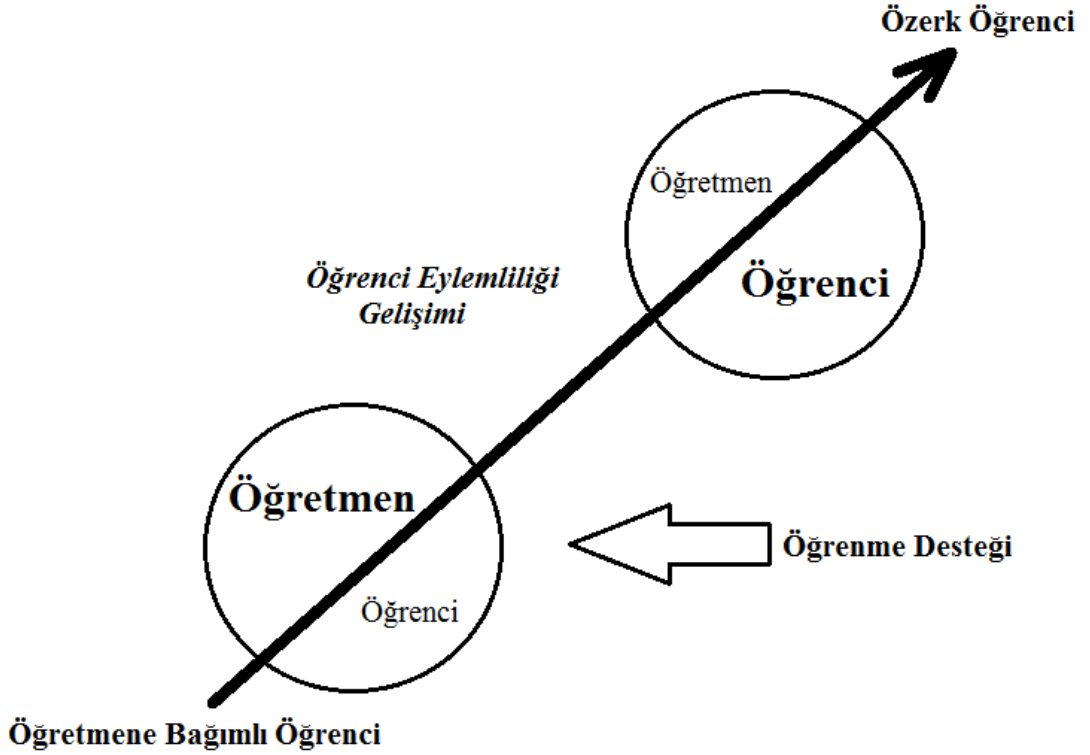 Özerk Öğrenci
Öğretmen
Öğrenci
Öğrenci Eylemliliği
Gelişimi
Öğretmen
Öğrenci
Öğrenme Desteği
Öğretmene Bağımlı Öğrenci